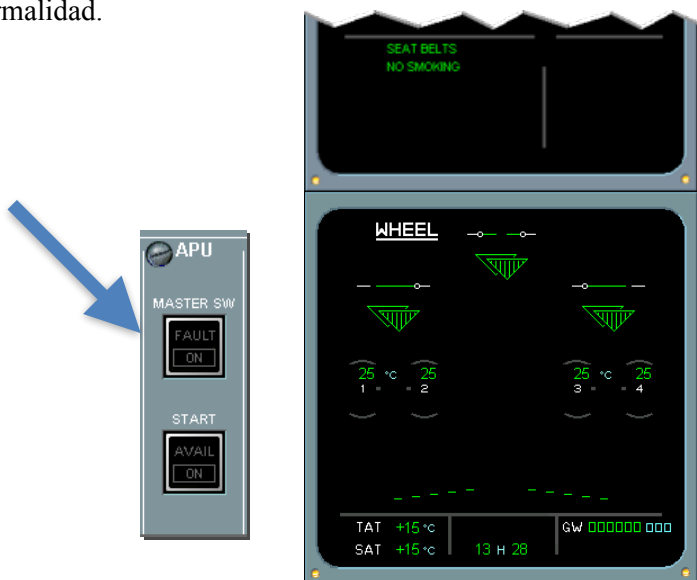 rmalidad.
SEAT BELTS
NO SMOKING
APU
MASTER SW
FAULT
ON
START
AVAIL
ON
WHEEL
25 °C 25
1 - - 2
25 °C 25
3 - - 4
TAT +15 °C
SAT +15 °C
13 H 28
GW